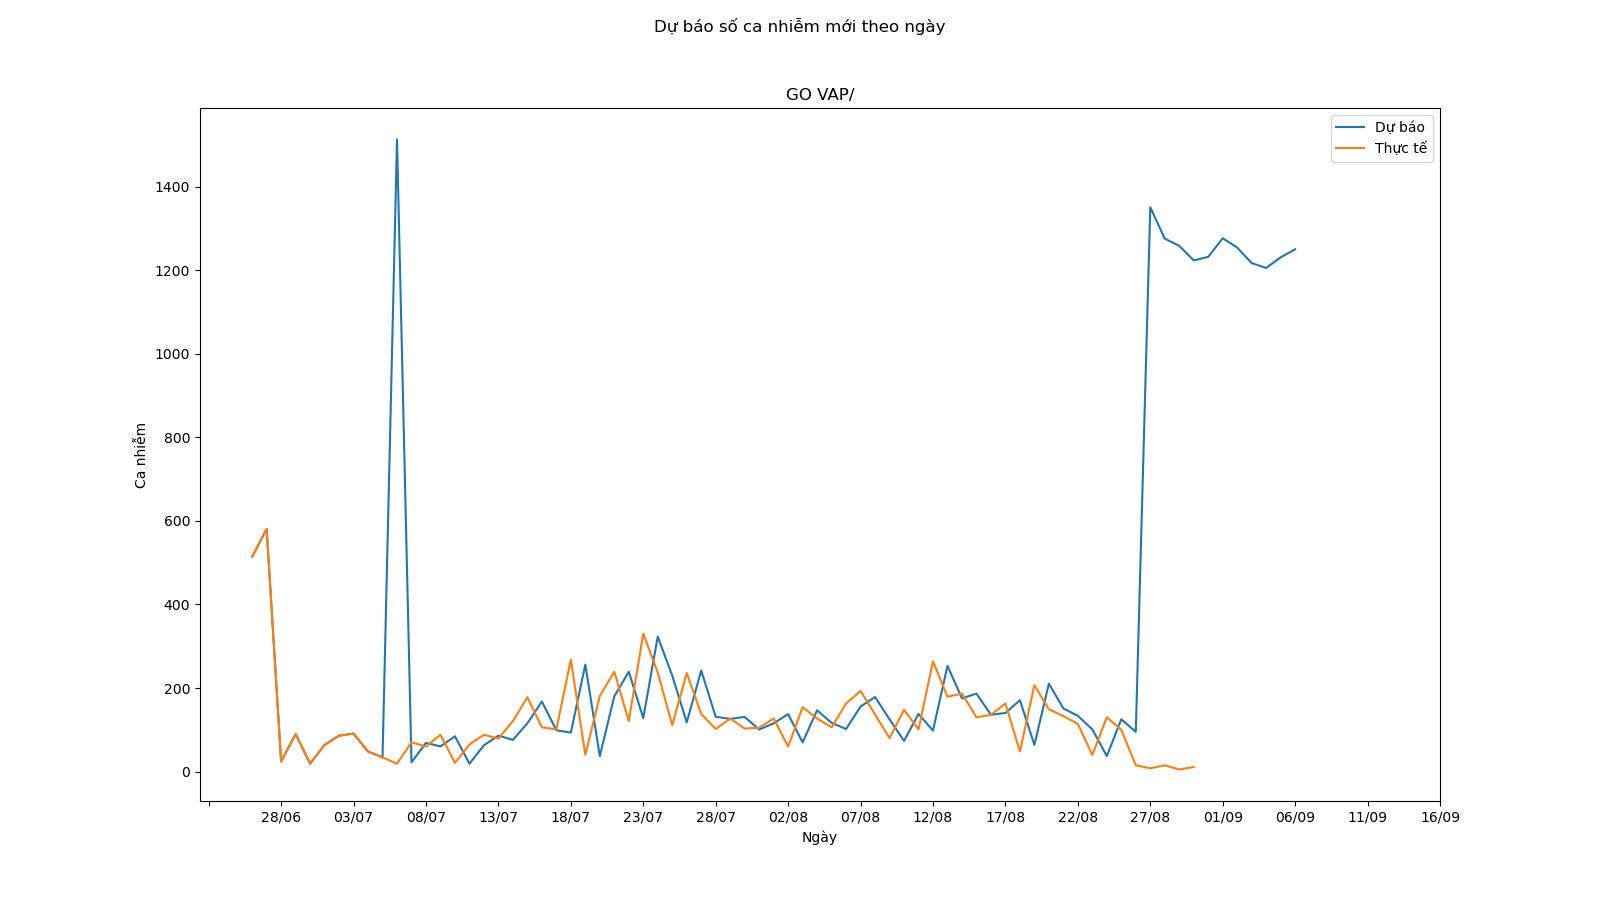 Dự báo số ca nhiễm mới theo ngày
GO VAP/
Dự báo
Thực tế
1400
1200
1000
800
600
400
200
0
Ca nhiễm
28/06 03/07 08/07 13/07 18/07 23/07 28/07 02/08 07/08 12/08 17/08 22/08 27/08 01/09 06/09 11/09 16/09
Ngày